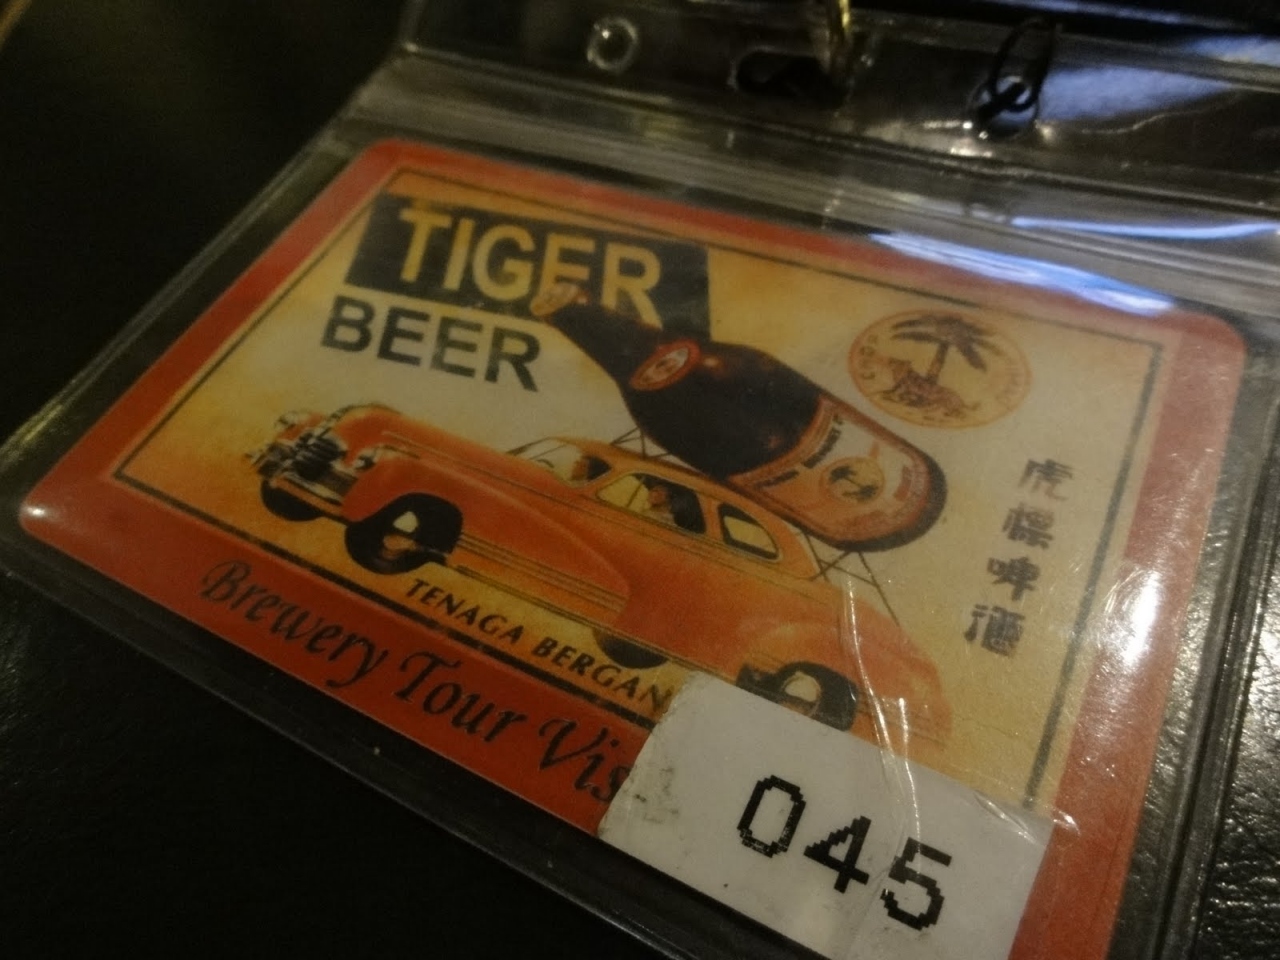 TIGER
BEER
虎標啤酒
TENAGA BERGAN
Brewery Tour Vis
045